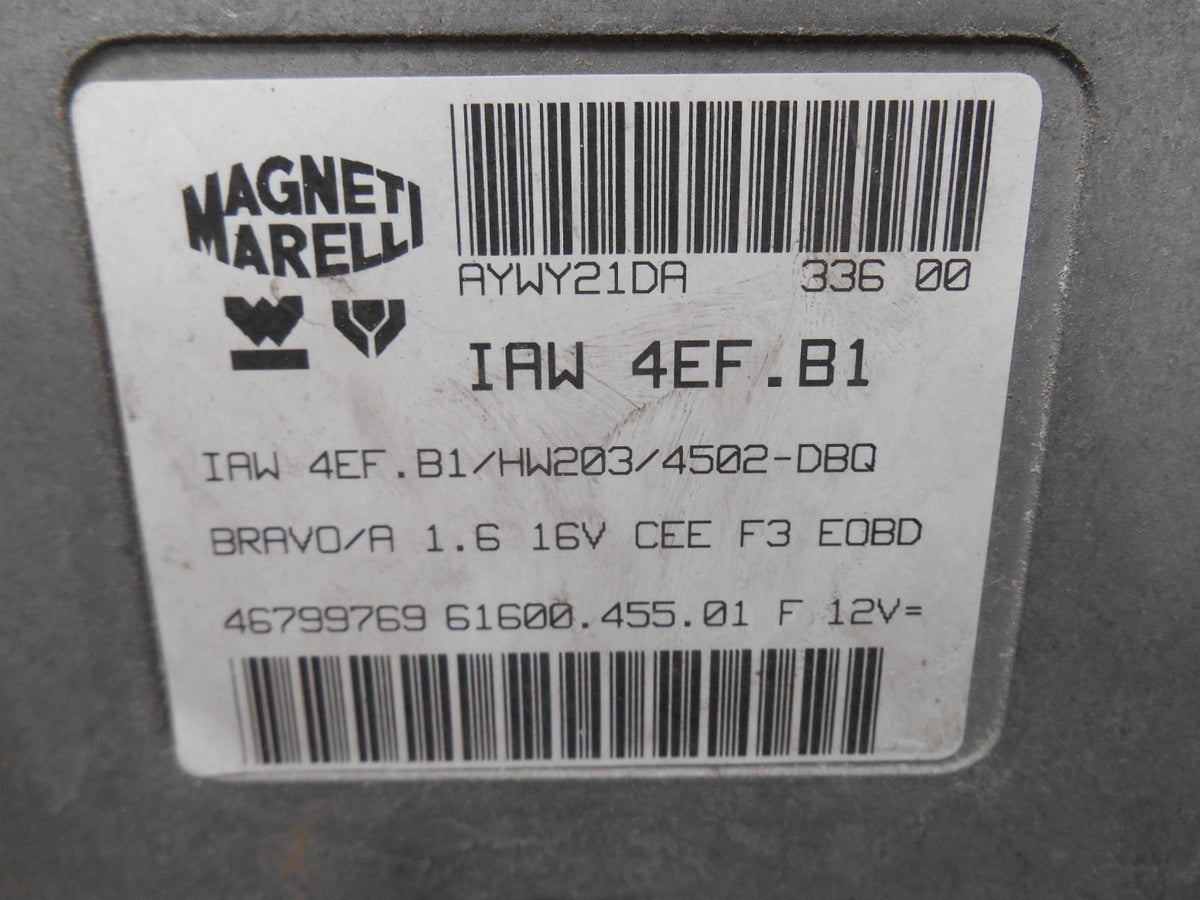 MAGNETI
MARELLI
AYWY21DA 336 00
IAW 4EF.B1
IAW 4EF.B1/HW203/4502-DBQ
BRAVO/A 1.6 16V CEE F3 EOBD
46799769 61600.455.01 F 12V=